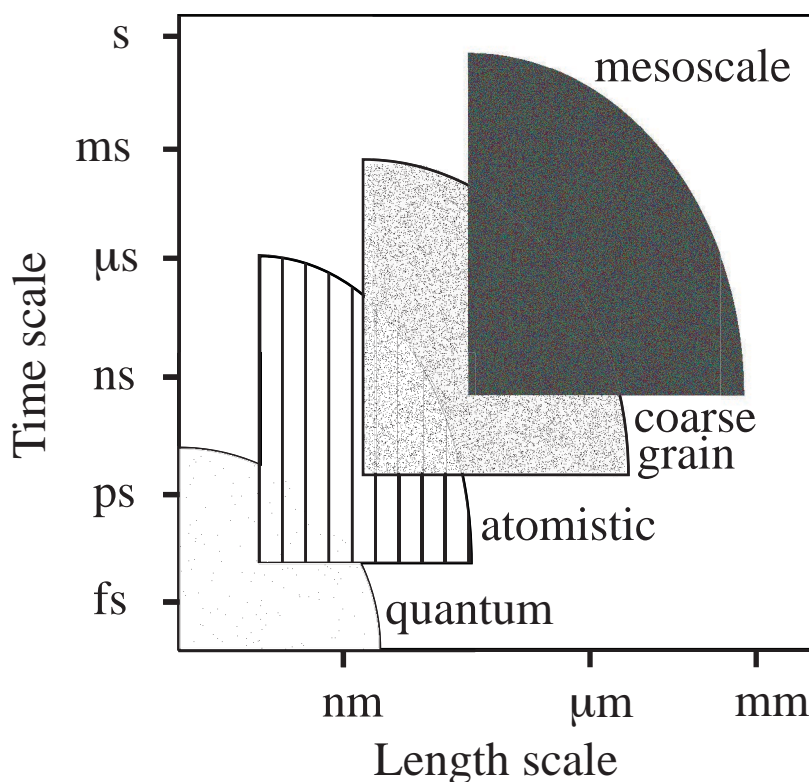 s
mesoscale
ms
μs
Time scale
ns
coarse
grain
ps
atomistic
fs
quantum
nm
μm
mm
Length scale